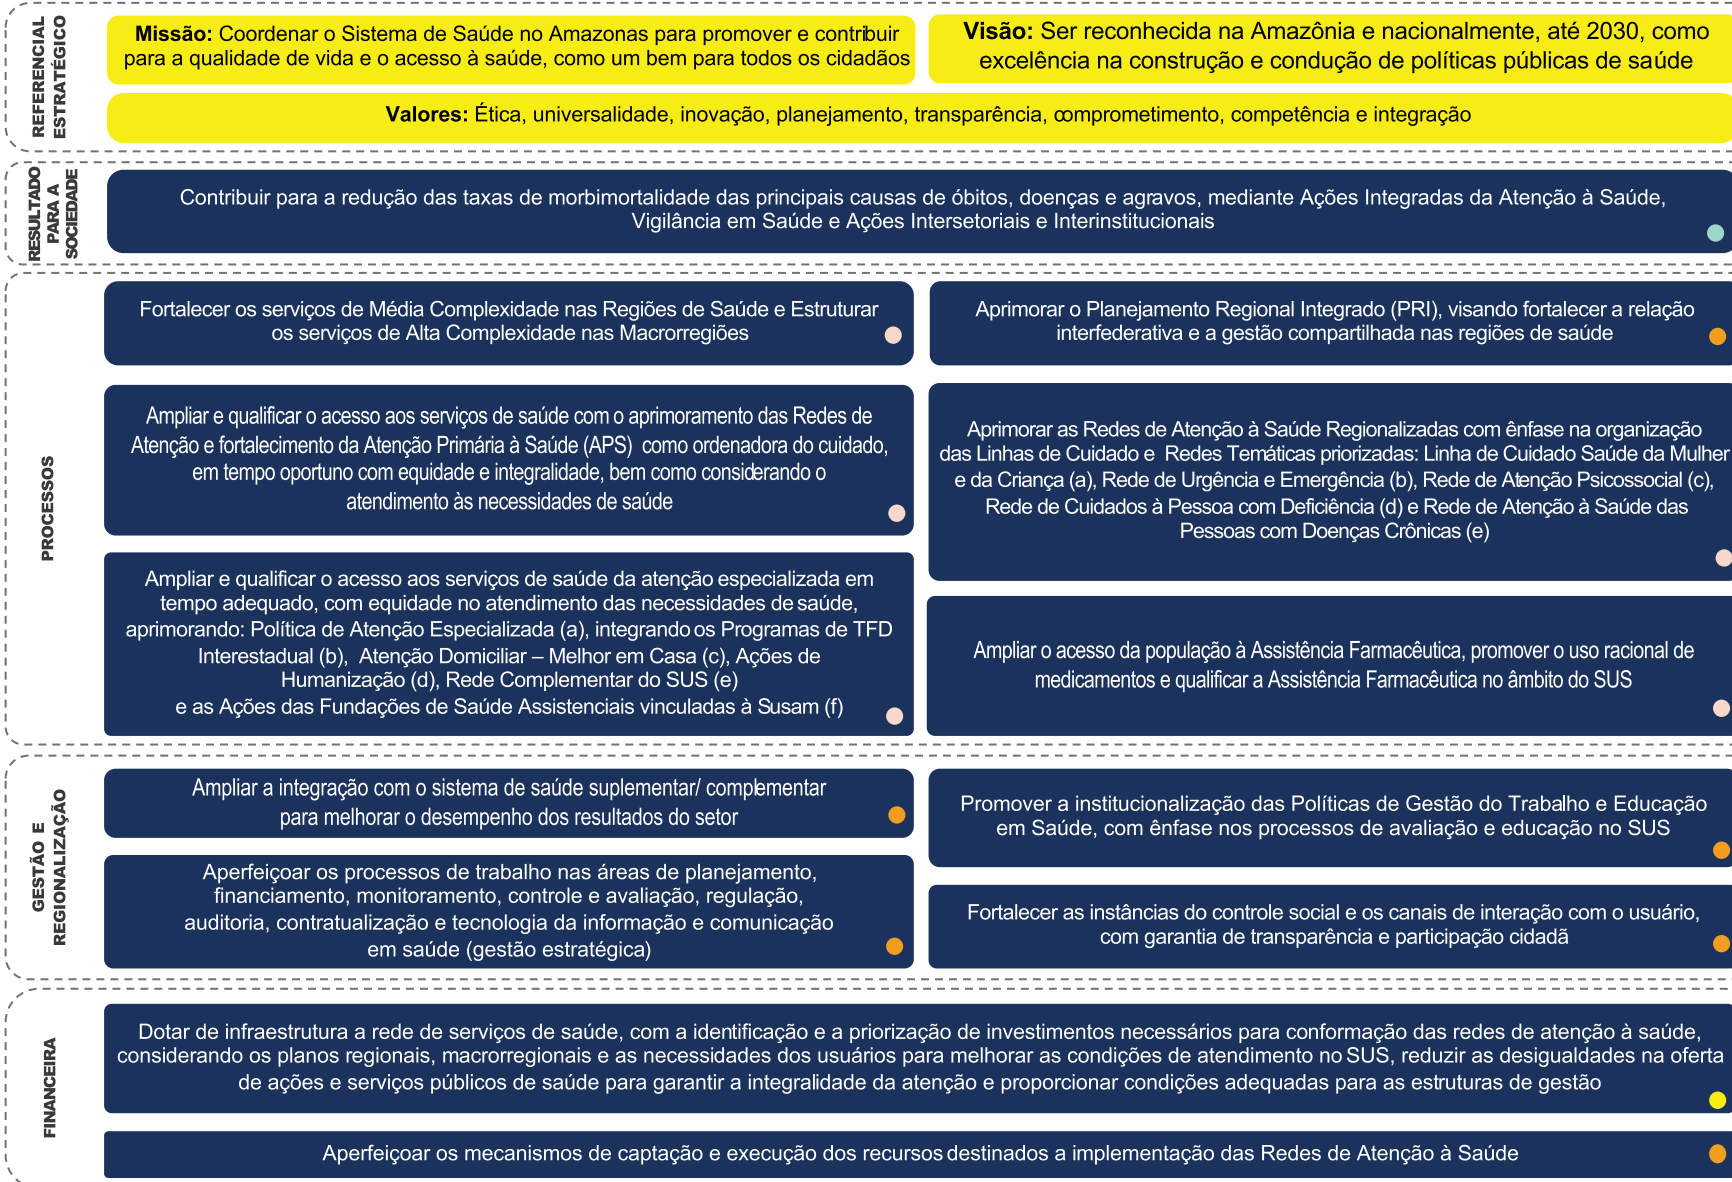 REFERENCIAL
ESTRATÉGICO
Missão: Coordenar o Sistema de Saúde no Amazonas para promover e contribuir
para a qualidade de vida e o acesso à saúde, como um bem para todos os cidadãos
Visão: Ser reconhecida na Amazônia e nacionalmente, até 2030, como
excelência na construção e condução de políticas públicas de saúde
Valores: Ética, universalidade, inovação, planejamento, transparência, comprometimento, competência e integração
RESULTADO
PARA A
SOCIEDADE
Contribuir para a redução das taxas de morbimortalidade das principais causas de óbitos, doenças e agravos, mediante Ações Integradas da Atenção à Saúde,
Vigilância em Saúde e Ações Intersetoriais e Interinstitucionais
PROCESSOS
Fortalecer os serviços de Média Complexidade nas Regiões de Saúde e Estruturar
os serviços de Alta Complexidade nas Macrorregiões
Aprimorar o Planejamento Regional Integrado (PRI), visando fortalecer a relação
interfederativa e a gestão compartilhada nas regiões de saúde
Ampliar e qualificar o acesso aos serviços de saúde com o aprimoramento das Redes de
Atenção e fortalecimento da Atenção Primária à Saúde (APS) como ordenadora do cuidado,
em tempo oportuno com equidade e integralidade, bem como considerando o
atendimento às necessidades de saúde
Aprimorar as Redes de Atenção à Saúde Regionalizadas com ênfase na organização
das Linhas de Cuidado e Redes Temáticas priorizadas: Linha de Cuidado Saúde da Mulher
e da Criança (a), Rede de Urgência e Emergência (b), Rede de Atenção Psicossocial (c),
Rede de Cuidados à Pessoa com Deficiência (d) e Rede de Atenção à Saúde das
Pessoas com Doenças Crônicas (e)
Ampliar e qualificar o acesso aos serviços de saúde da atenção especializada em
tempo adequado, com equidade no atendimento das necessidades de saúde,
aprimorando: Política de Atenção Especializada (a), integrando os Programas de TFD
Interestadual (b), Atenção Domiciliar – Melhor em Casa (c), Ações de
Humanização (d), Rede Complementar do SUS (e)
e as Ações das Fundações de Saúde Assistenciais vinculadas à Susam (f)
Ampliar o acesso da população à Assistência Farmacêutica, promover o uso racional de
medicamentos e qualificar a Assistência Farmacêutica no âmbito do SUS
GESTÃO E
REGIONALIZAÇÃO
Ampliar a integração com o sistema de saúde suplementar/ complementar
para melhorar o desempenho dos resultados do setor
Promover a institucionalização das Políticas de Gestão do Trabalho e Educação
em Saúde, com ênfase nos processos de avaliação e educação no SUS
Aperfeiçoar os processos de trabalho nas áreas de planejamento,
financiamento, monitoramento, controle e avaliação, regulação,
auditoria, contratualização e tecnologia da informação e comunicação
em saúde (gestão estratégica)
Fortalecer as instâncias do controle social e os canais de interação com o usuário,
com garantia de transparência e participação cidadã
FINANCEIRA
Dotar de infraestrutura a rede de serviços de saúde, com a identificação e a priorização de investimentos necessários para conformação das redes de atenção à saúde,
considerando os planos regionais, macrorregionais e as necessidades dos usuários para melhorar as condições de atendimento no SUS, reduzir as desigualdades na oferta
de ações e serviços públicos de saúde para garantir a integralidade da atenção e proporcionar condições adequadas para as estruturas de gestão
Aperfeiçoar os mecanismos de captação e execução dos recursos destinados a implementação das Redes de Atenção à Saúde